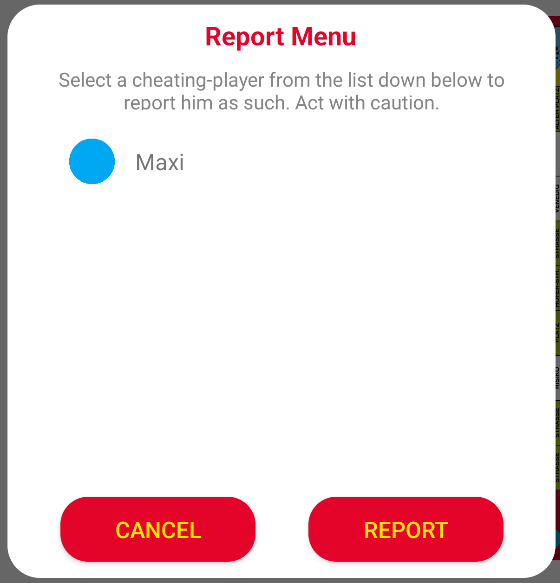 Report Menu
Select a cheating-player from the list down below to
report him as such. Act with caution.
Maxi
CANCEL
REPORT